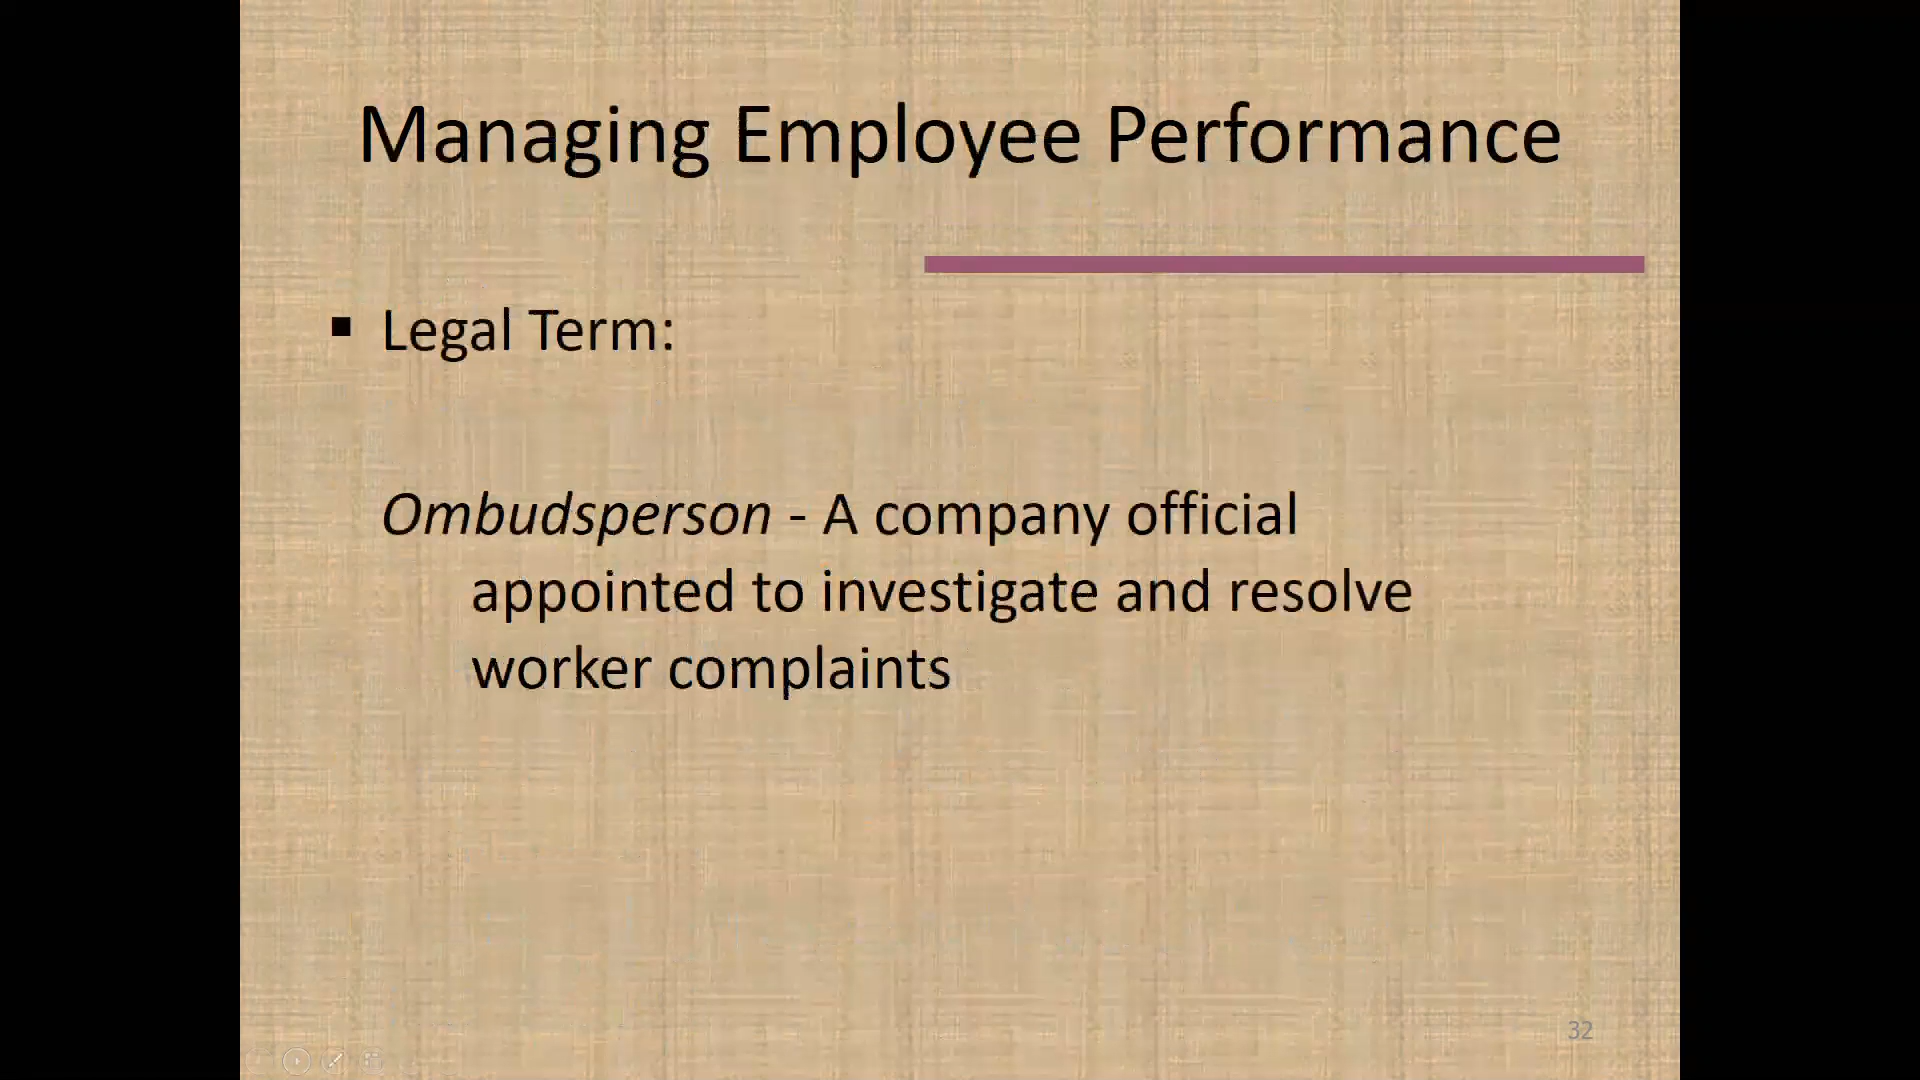 Managing Employee Performance
▪ Legal Term:
Ombudsperson - A company official
appointed to investigate and resolve
worker complaints
32